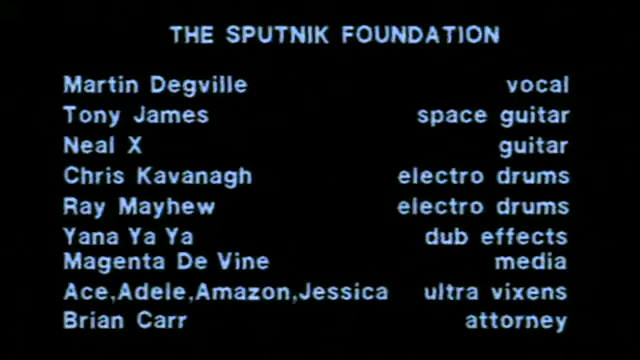 THE SPUTNIK FOUNDATION
Martin Degville vocal
Tony James space guitar
Neal X guitar
Chris Kavanagh electro drums
Ray Mayhew electro drums
Yana Ya Ya dub effects
Magenta De Vine media
Ace,Adele,Amazon,Jessica ultra vixens
Brian Carr attorney